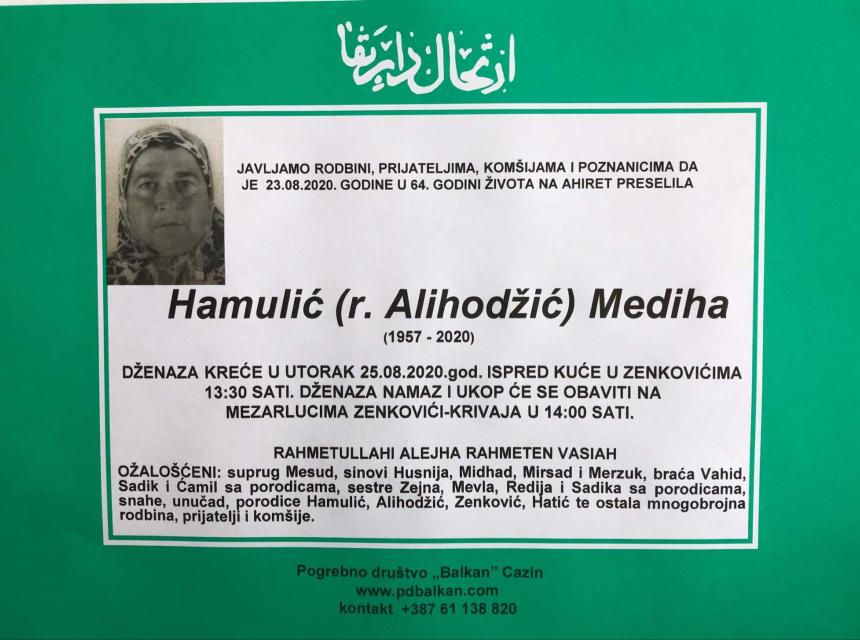 ارتحال دار بقا
JAVLJAMO RODBINI, PRIJATELJIMA, KOMŠIJAMA I POZNANICIMA DA
JE 23.08.2020. GODINE U 64. GODINI ŽIVOTA NA AHIRET PRESELILA
Hamulić (r. Alihodžić) Mediha
(1957 - 2020)
DŽENAZA KREĆE U UTORAK 25.08.2020.god. ISPRED KUĆE U ZENKOVIĆIMA
13:30 SATI. DŽENAZA NAMAZ I UKOP ĆE SE OBAVITI NA
MEZARLUCIMA ZENKOVIĆI-KRIVAJA U 14:00 SATI.
RAHMETULLAHI ALEJHA RAHMETEN VASIAH
OŽALOŠĆENI: suprug Mesud, sinovi Husnija, Midhad, Mirsad i Merzuk, braća Vahid,
Sadik i Ćamil sa porodicama, sestre Zejna, Mevla, Redija i Sadika sa porodicama,
snahe, unučad, porodice Hamulić, Alihodžić, Zenković, Hatić te ostala mnogobrojna
rodbina, prijatelji i komšije.
Pogrebno društvo „Balkan” Cazin
www.pdbalkan.com
kontakt +387 61 138 820